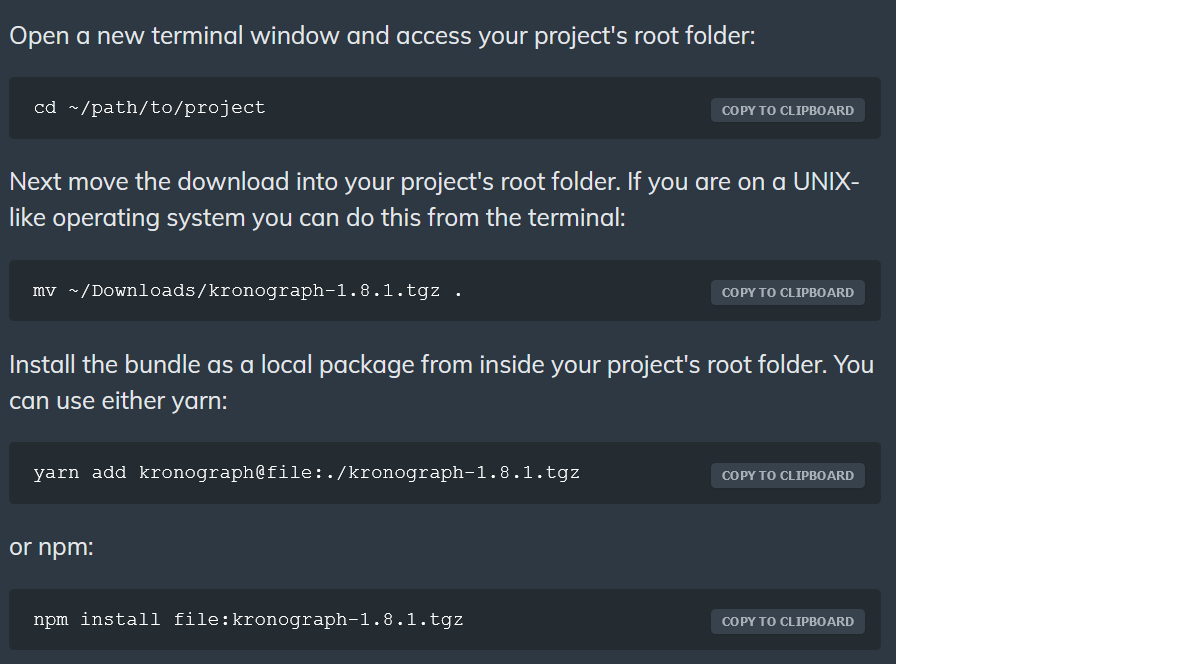 Open a new terminal window and access your project's root folder:
cd ~/path/to/project
COPY TO CLIPBOARD
Next move the download into your project's root folder. If you are on a UNIX-
like operating system you can do this from the terminal:
mv ~/Downloads/kronograph-1.8.1.tgz .
COPY TO CLIPBOARD
Install the bundle as a local package from inside your project's root folder. You
can use either yarn:
yarn add kronograph@file:./kronograph-1.8.1.tgz
COPY TO CLIPBOARD
or npm:
npm install file:kronograph-1.8.1.tgz
COPY TO CLIPBOARD